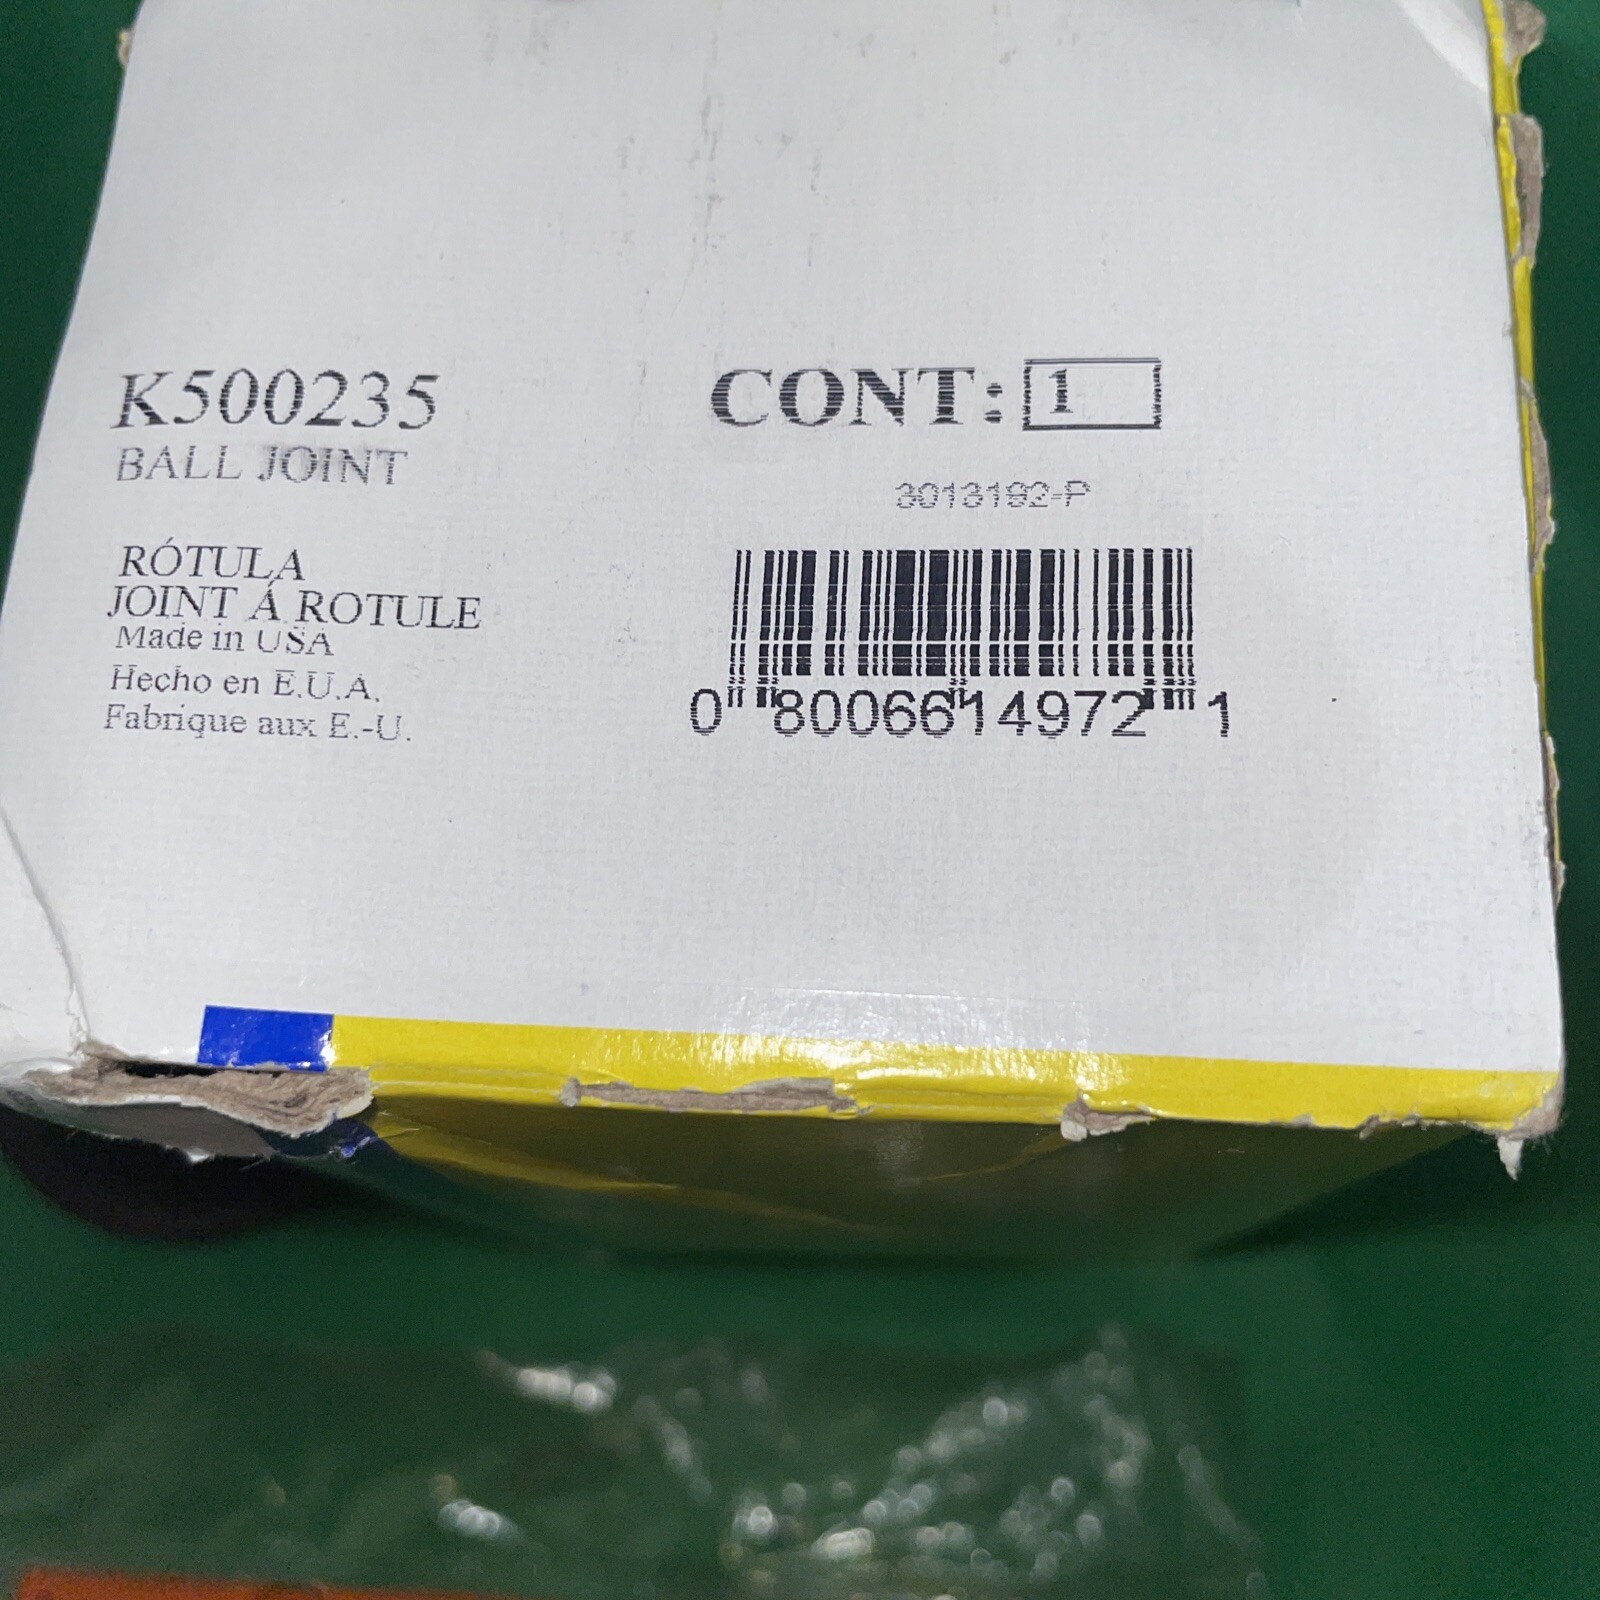 K500235
BALL JOINT
RÓTULA
JOINT Á ROTULE
Made in USA
Hecho en E.U.A.
Fabrique aux E.-U.
CONT: 1
3013192-P
0 80066 14972 1